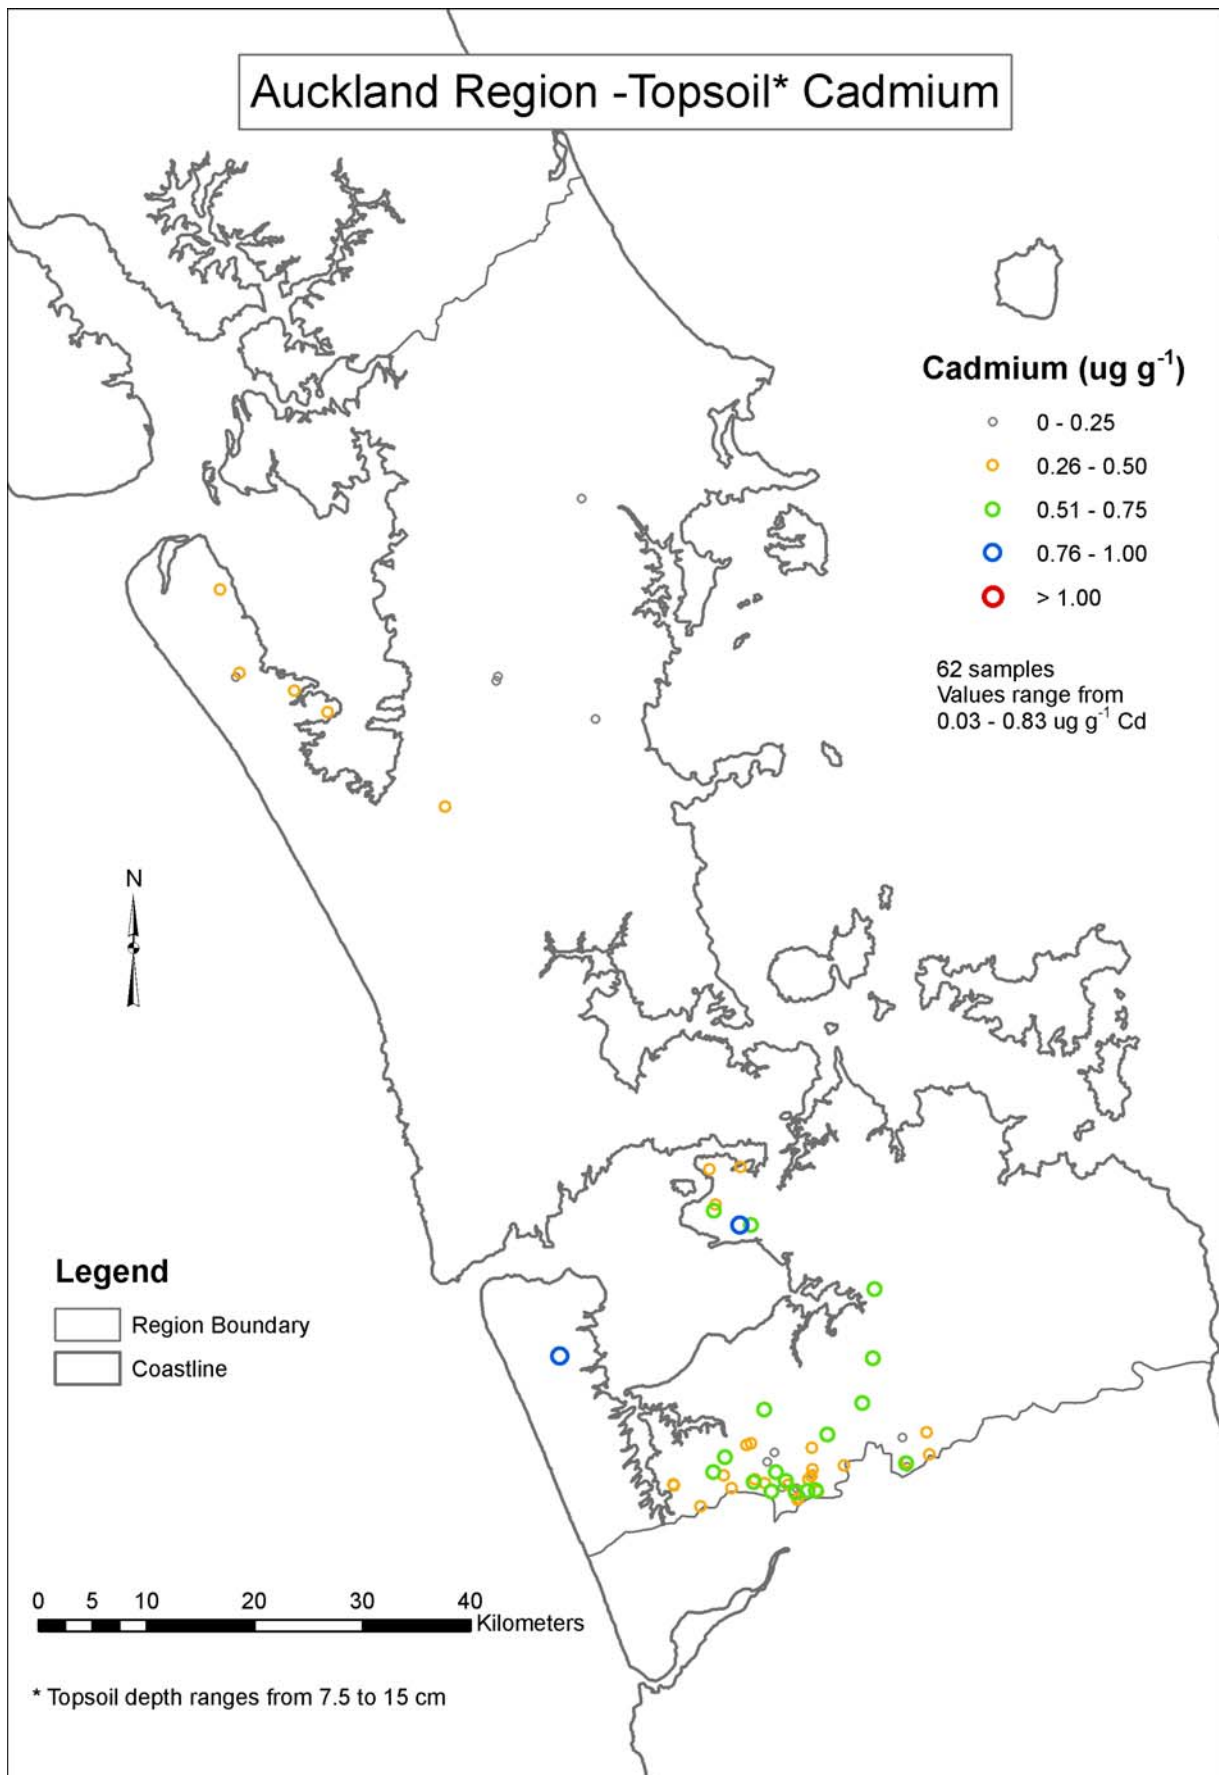 Auckland Region -Topsoil* Cadmium
Cadmium (ug g-1)
0 - 0.25
0.26 - 0.50
0.51 - 0.75
0.76 - 1.00
> 1.00
62 samples
Values range from
0.03 - 0.83 ug g-1 Cd
N
Legend
Region Boundary
Coastline
0 5 10 20 30 40
Kilometers
* Topsoil depth ranges from 7.5 to 15 cm